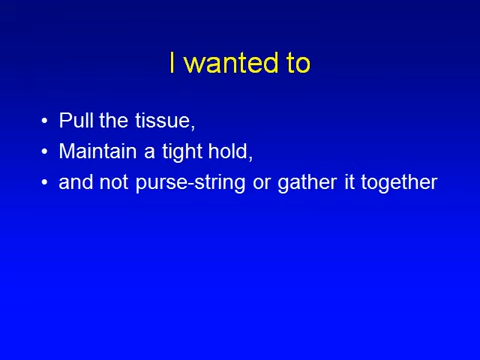 I wanted to
• Pull the tissue,
• Maintain a tight hold,
• and not purse-string or gather it together